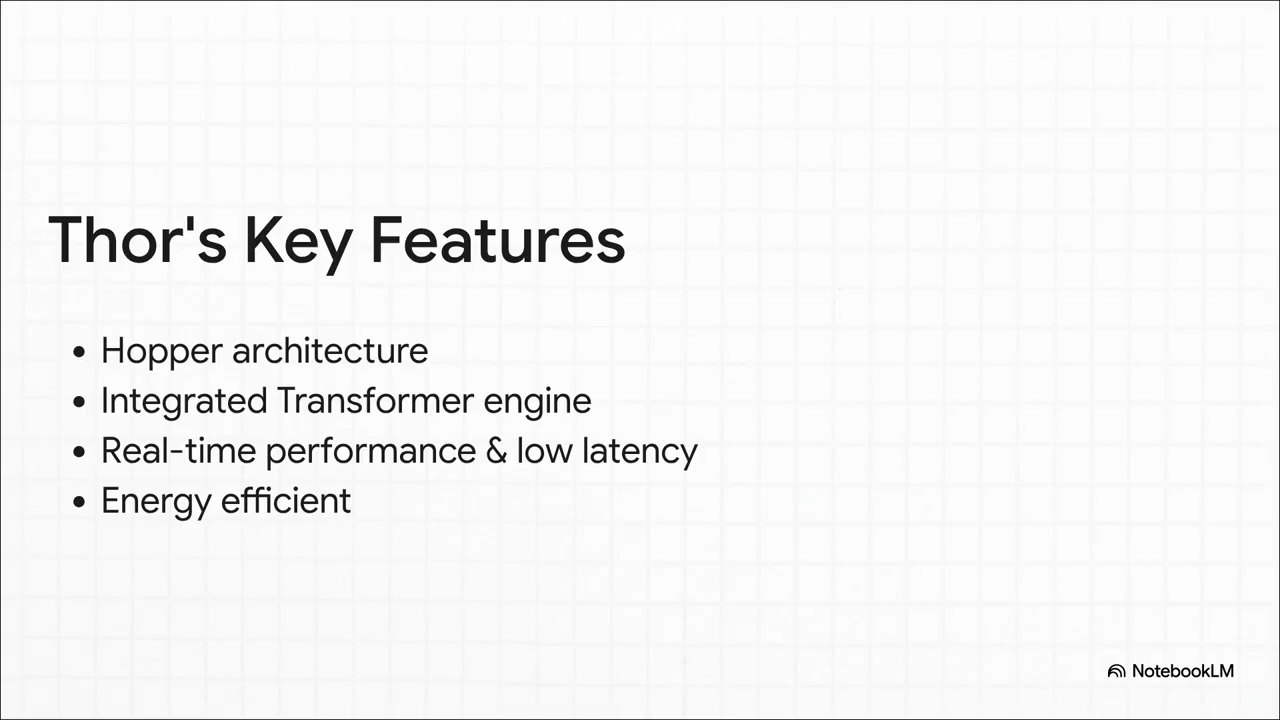 Thor's Key Features
• Hopper architecture
• Integrated Transformer engine
• Real-time performance & low latency
• Energy efficient
NotebookLM